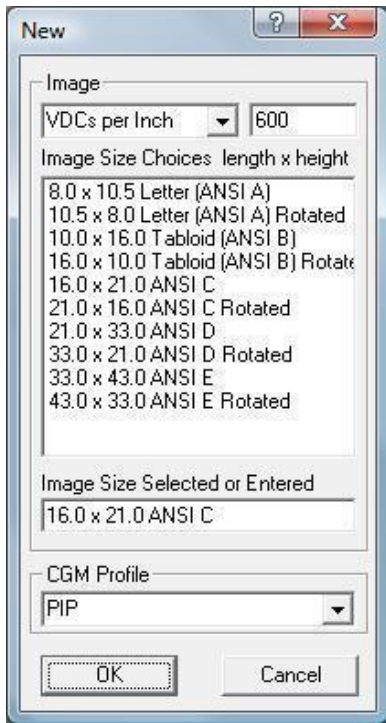 New
Image
VDCs per Inch 600
Image Size Choices length x height
8.0 x 10.5 Letter (ANSI A)
10.5 x 8.0 Letter (ANSI A) Rotated
10.0 x 16.0 Tabloid (ANSI B)
16.0 x 10.0 Tabloid (ANSI B) Rotate
16.0 x 21.0 ANSI C
21.0 x 16.0 ANSI C Rotated
21.0 x 33.0 ANSI D
33.0 x 21.0 ANSI D Rotated
33.0 x 43.0 ANSI E
43.0 x 33.0 ANSI E Rotated
Image Size Selected or Entered
16.0 x 21.0 ANSI C
CGM Profile
PIP
OK Cancel